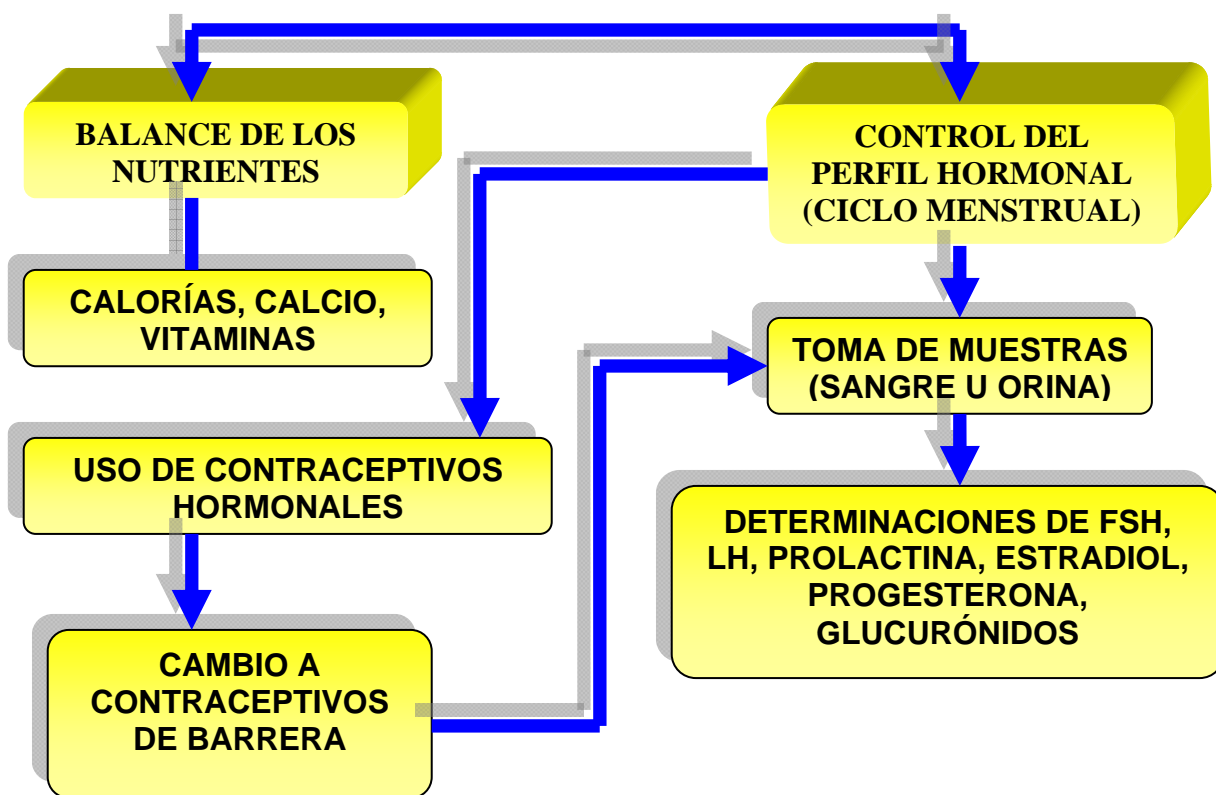 BALANCE DE LOS
NUTRIENTES
CONTROL DEL
PERFIL HORMONAL
(CICLO MENSTRUAL)
CALORÍAS, CALCIO,
VITAMINAS
TOMA DE MUESTRAS
(SANGRE U ORINA)
USO DE CONTRACEPTIVOS
HORMONALES
DETERMINACIONES DE FSH,
LH, PROLACTINA, ESTRADIOL,
PROGESTERONA,
GLUCURÓNIDOS
CAMBIO A
CONTRACEPTIVOS
DE BARRERA